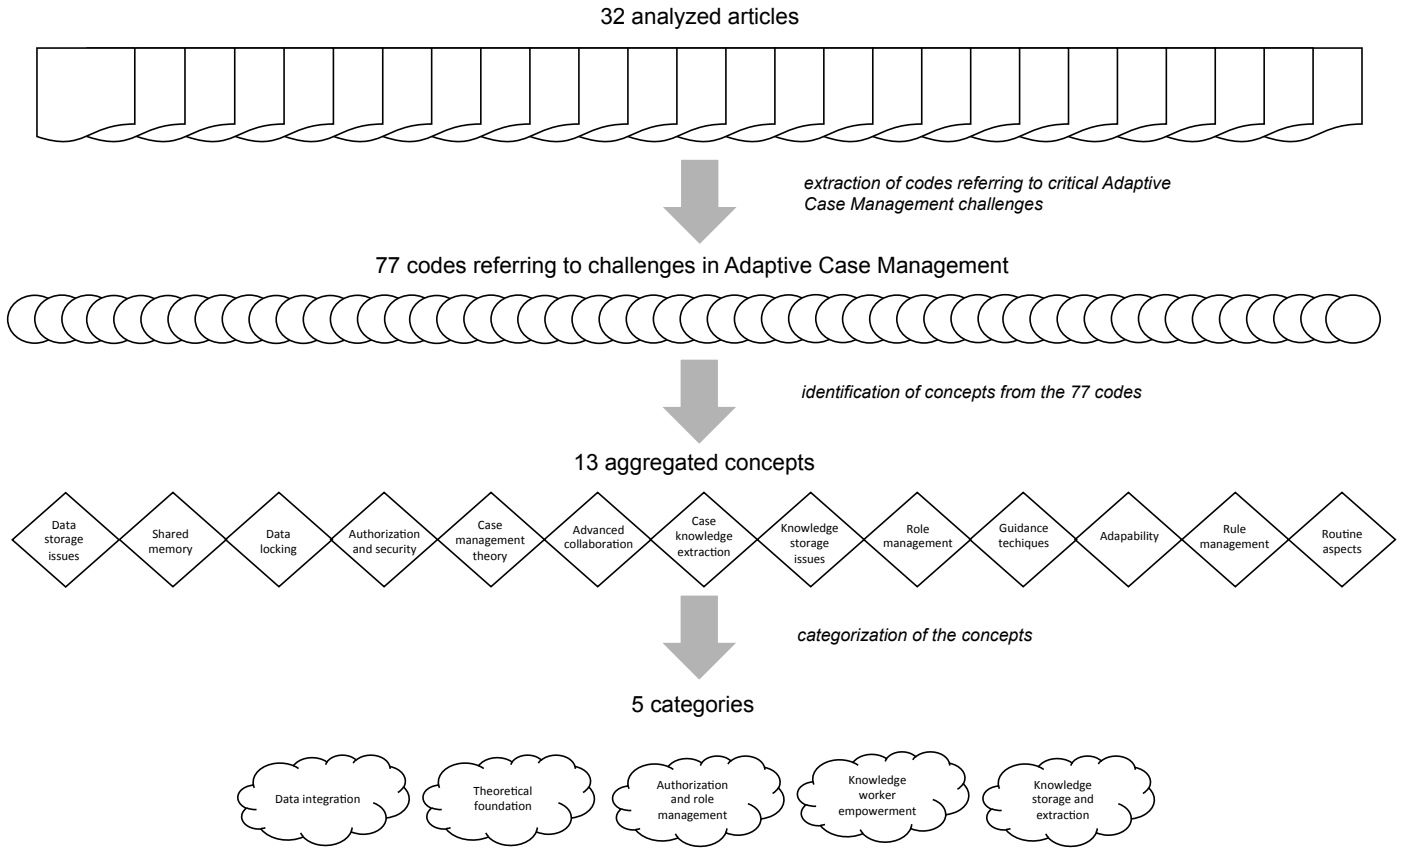 32 analyzed articles
extraction of codes referring to critical Adaptive
Case Management challenges
77 codes referring to challenges in Adaptive Case Management
identification of concepts from the 77 codes
13 aggregated concepts
Data
storage
issues
Shared
memory
Data
locking
Authorization
and security
Case
management
theory
Advanced
collaboration
Case
knowledge
extraction
Knowledge
storage
issues
Role
management
Guidance
techiques
Adapability
Rule
management
Routine
aspects
categorization of the concepts
5 categories
Data integration
Theoretical
foundation
Authorization
and role
management
Knowledge
worker
empowerment
Knowledge
storage and
extraction